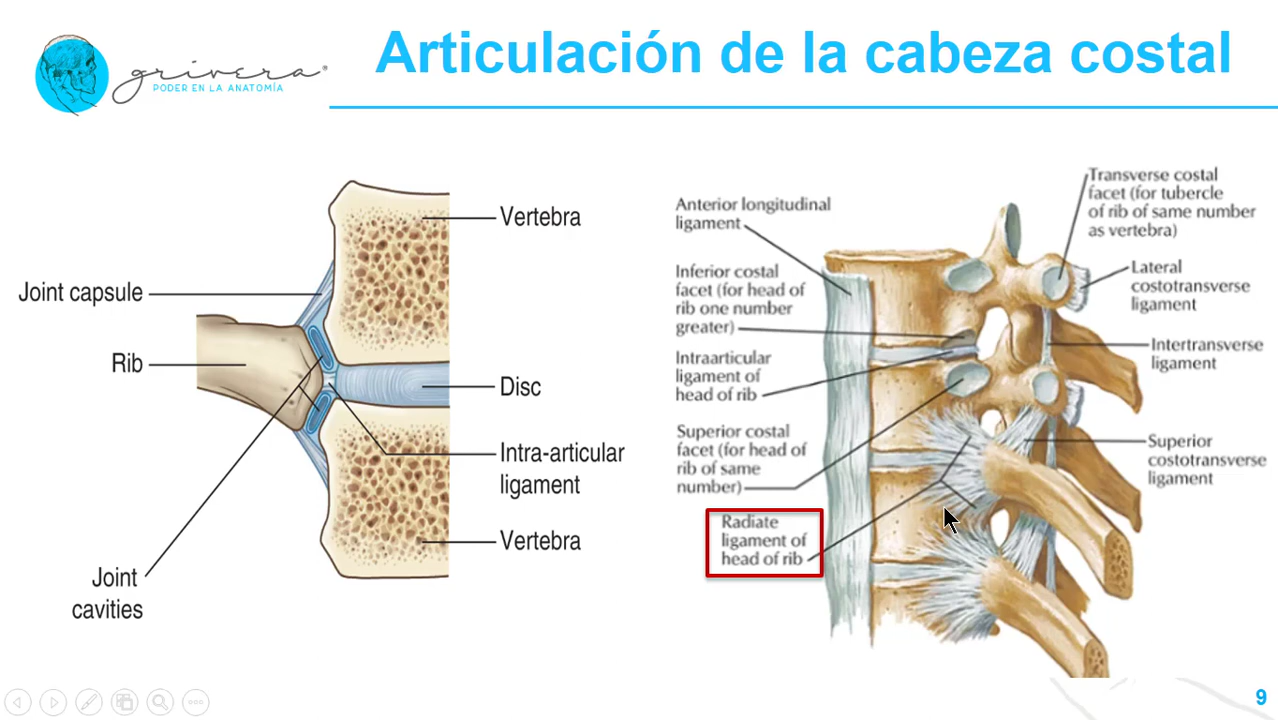 grivera®
PODER EN LA ANATOMÍA
Articulación de la cabeza costal
Joint capsule
Rib
Joint
cavities
Vertebra
Disc
Intra-articular
ligament
Vertebra
Anterior longitudinal
ligament
Inferior costal
facet (for head of
rib one number
greater)
Intraarticular
ligament of
head of rib
Superior costal
facet (for head of
rib of same
number)
Radiate
ligament of
head of rib
Transverse costal
facet (for tubercle
of rib of same number
as vertebra)
Lateral
costotransverse
ligament
Intertransverse
ligament
Superior
costotransverse
ligament
9